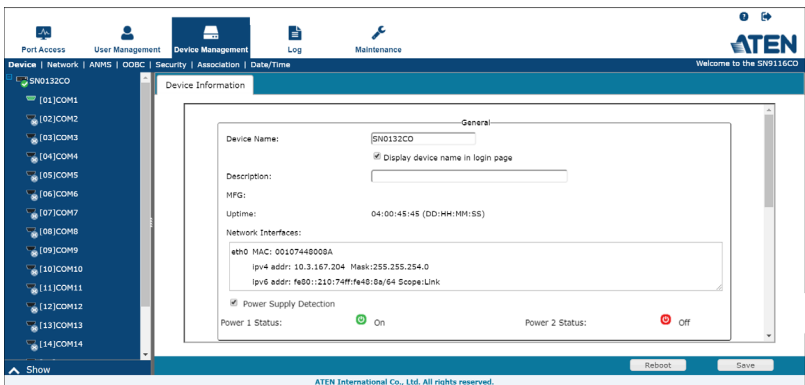 Port Access
User Management
Device Management
Log
Maintenance
ATEN
Device | Network | ANMS | OOBC | Security | Association | Date/Time
Welcome to the SN9116CO
SN0132CO
[01]COM1
[02]COM2
[03]COM3
[04]COM4
[05]COM5
[06]COM6
[07]COM7
[08]COM8
[09]COM9
[10]COM10
[11]COM11
[12]COM12
[13]COM13
[14]COM14
Show
Device Information
General
Device Name: SN0132CO
Display device name in login page
Description:
MFG:
Uptime: 04:00:45:45 (DD:HH:MM:SS)
Network Interfaces:
eth0 MAC: 00107448008A
ipv4 addr: 10.3.167.204 Mask:255.255.254.0
ipv6 addr: fe80::210:74ff:fe48:8a/64 Scope:Link
Power Supply Detection
Power 1 Status: On Power 2 Status: Off
Reboot Save
ATEN International Co., Ltd. All rights reserved.